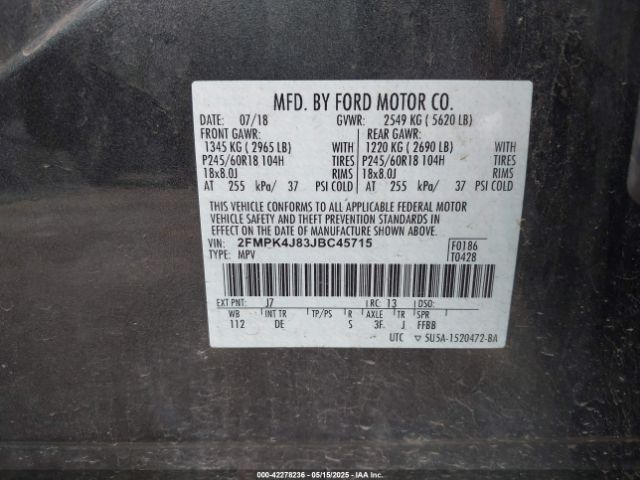 MFD. BY FORD MOTOR CO.
DATE: 07/18 GVWR: 2549 KG ( 5620 LB)
FRONT GAWR: REAR GAWR:
1345 KG ( 2965 LB) WITH 1220 KG ( 2690 LB) WITH
P245/60R18 104H TIRES P245/60R18 104H TIRES
18x8.0J RIMS 18x8.0J RIMS
AT 255 kPa/ 37 PSI COLD AT 255 kPa/ 37 PSI COLD
THIS VEHICLE CONFORMS TO ALL APPLICABLE FEDERAL MOTOR
VEHICLE SAFETY AND THEFT PREVENTION STANDARDS IN
EFFECT ON THE DATE OF MANUFACTURE SHOWN ABOVE.
VIN: 2FMPK4J83JBC45715 F0186
TYPE: MPV T0428
EXT PNT: J7 RC: 13 DSO:
WB INT TR TP/PS R AXLE TR SPR
112 DE S 3F J FFBB
UTC ▽ 5U5A-1520472-BA
000-42278236 - 05/15/2025 - IAAI, Inc.